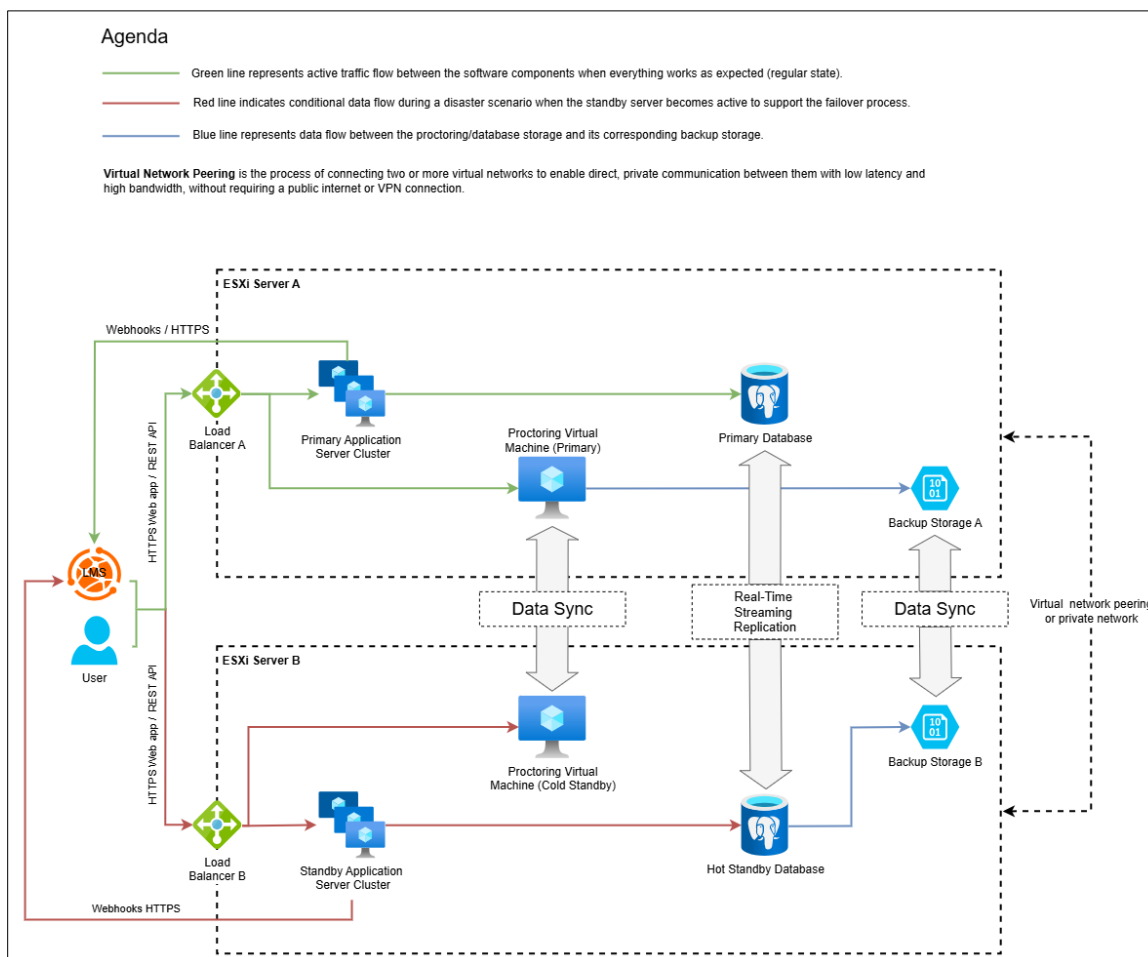 Agenda
Green line represents active traffic flow between the software components when everything works as expected (regular state).
Red line indicates conditional data flow during a disaster scenario when the standby server becomes active to support the failover process.
Blue line represents data flow between the proctoring/database storage and its corresponding backup storage.
Virtual Network Peering is the process of connecting two or more virtual networks to enable direct, private communication between them with low latency and
high bandwidth, without requiring a public internet or VPN connection.
ESXi Server A
Webhooks / HTTPS
Load
Balancer A
Primary Application
Server Cluster
Proctoring Virtual
Machine (Primary)
Primary Database
10
01
Backup Storage A
HTTPS Web app / REST API
LMS
User
Data Sync
Real-Time
Streaming
Replication
Data Sync
Virtual network peering
or private network
ESXi Server B
HTTPS Web app / REST API
Proctoring Virtual
Machine (Cold Standby)
10
01
Backup Storage B
Load
Balancer B
Standby Application
Server Cluster
Hot Standby Database
Webhooks HTTPS